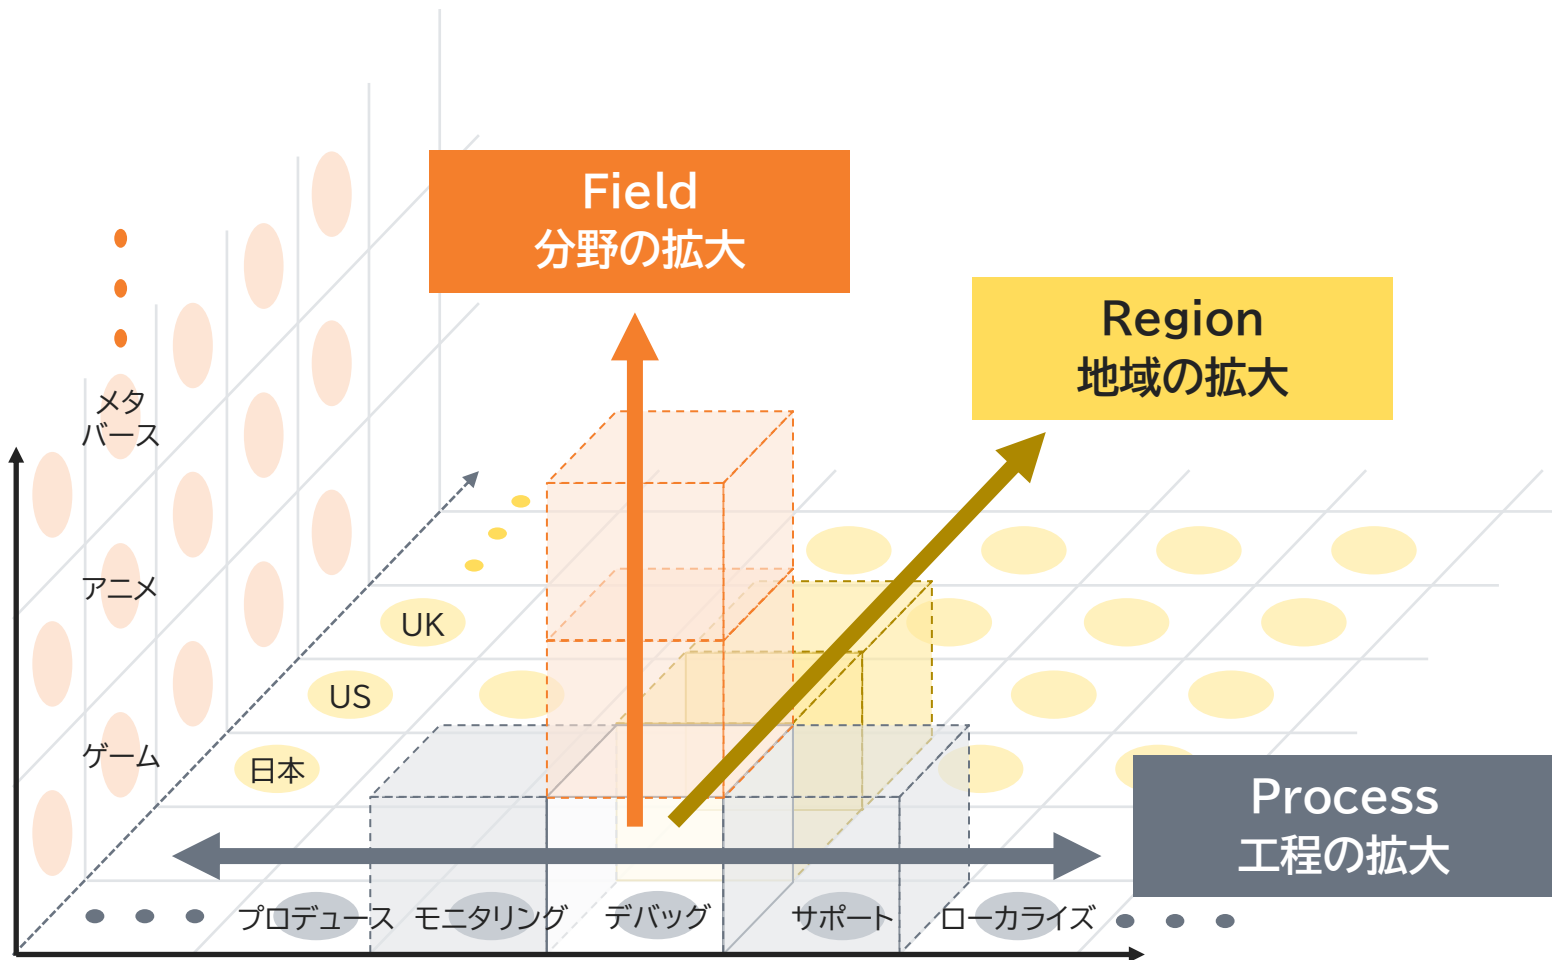 Field
分野の拡大
Region
地域の拡大
メタ
バース
アニメ
UK
US
ゲーム
日本
Process
工程の拡大
プロデュース
モニタリング
デバッグ
サポート
ローカライズ